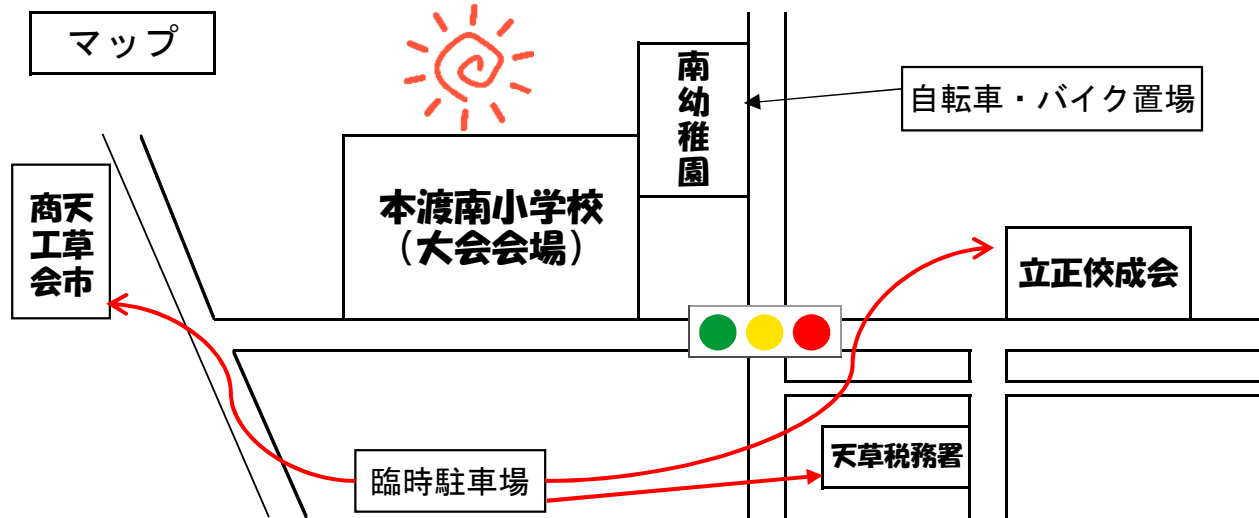 マップ
南幼稚園
自転車・バイク置場
天草市
商工会
本渡南小学校
（大会会場）
立正佼成会
天草税務署
臨時駐車場